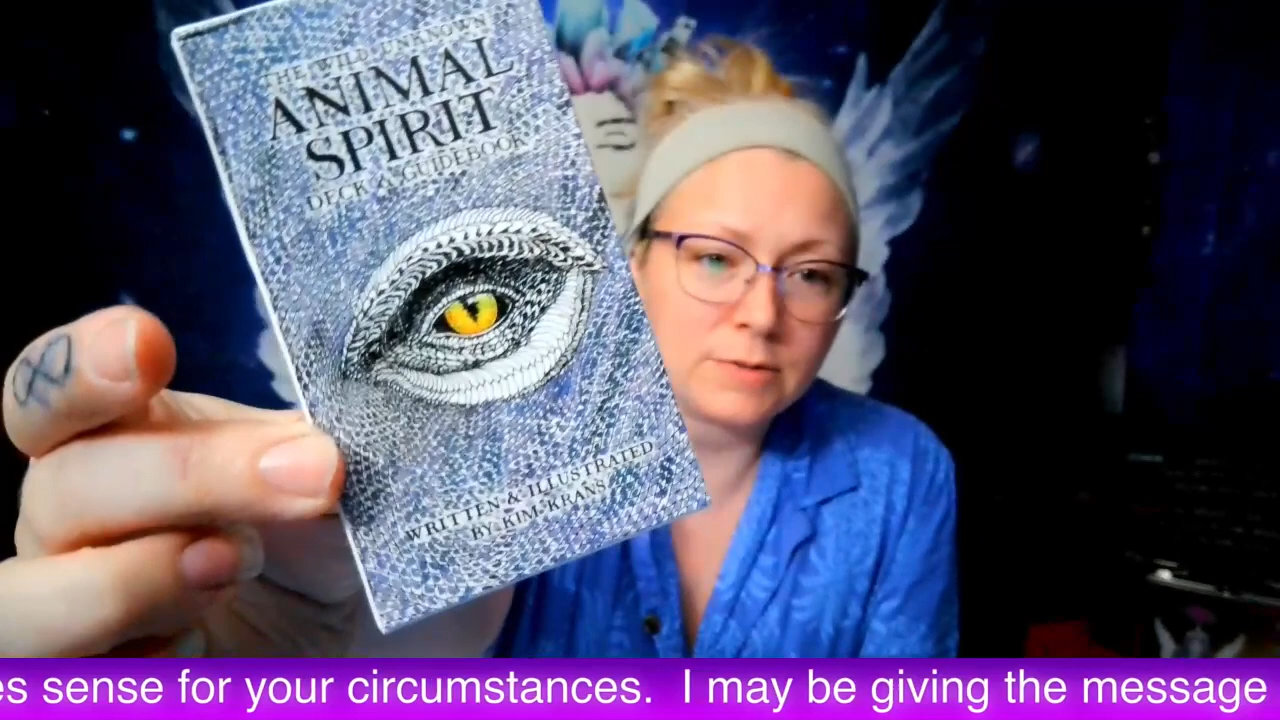 THE WILD UNKNOWN
ANIMAL
SPIRIT
DECK & GUIDEBOOK
WRITTEN & ILLUSTRATED
BY KIM KRANS
es sense for your circumstances.  I may be giving the message